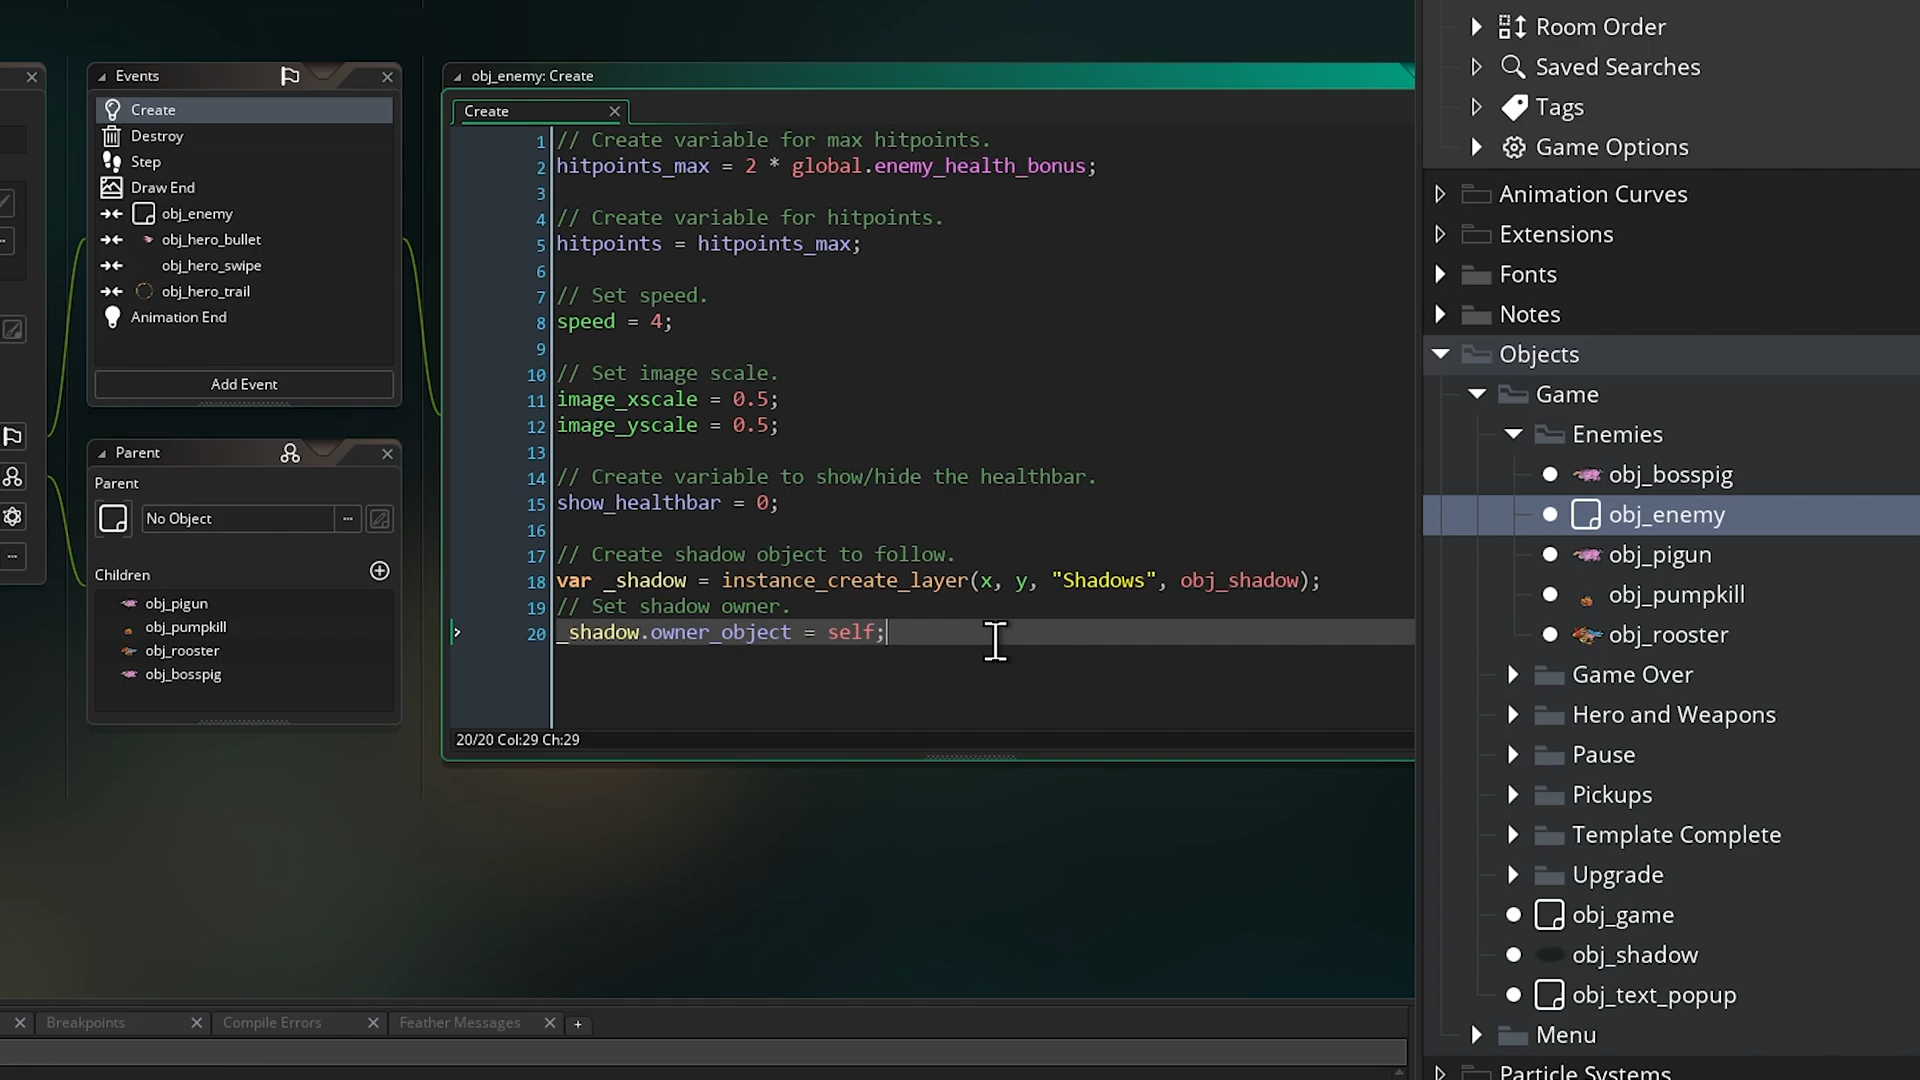 Events
Create
Destroy
Step
Draw End
obj_enemy
obj_hero_bullet
obj_hero_swipe
obj_hero_trail
Animation End
Add Event
Parent
Parent
No Object
...
Children
obj_pigun
obj_pumpkill
obj_rooster
obj_bosspig
obj_enemy: Create
Create
1 // Create variable for max hitpoints.
2 hitpoints_max = 2 * global.enemy_health_bonus;
3
4 // Create variable for hitpoints.
5 hitpoints = hitpoints_max;
6
7 // Set speed.
8 speed = 4;
9
10 // Set image scale.
11 image_xscale = 0.5;
12 image_yscale = 0.5;
13
14 // Create variable to show/hide the healthbar.
15 show_healthbar = 0;
16
17 // Create shadow object to follow.
18 var _shadow = instance_create_layer(x, y, "Shadows", obj_shadow);
19 // Set shadow owner.
20 _shadow.owner_object = self;
20/20 Col:29 Ch:29
Breakpoints
Compile Errors
Feather Messages
Room Order
Saved Searches
Tags
Game Options
Animation Curves
Extensions
Fonts
Notes
Objects
Game
Enemies
obj_bosspig
obj_enemy
obj_pigun
obj_pumpkill
obj_rooster
Game Over
Hero and Weapons
Pause
Pickups
Template Complete
Upgrade
obj_game
obj_shadow
obj_text_popup
Menu
Particle Systems